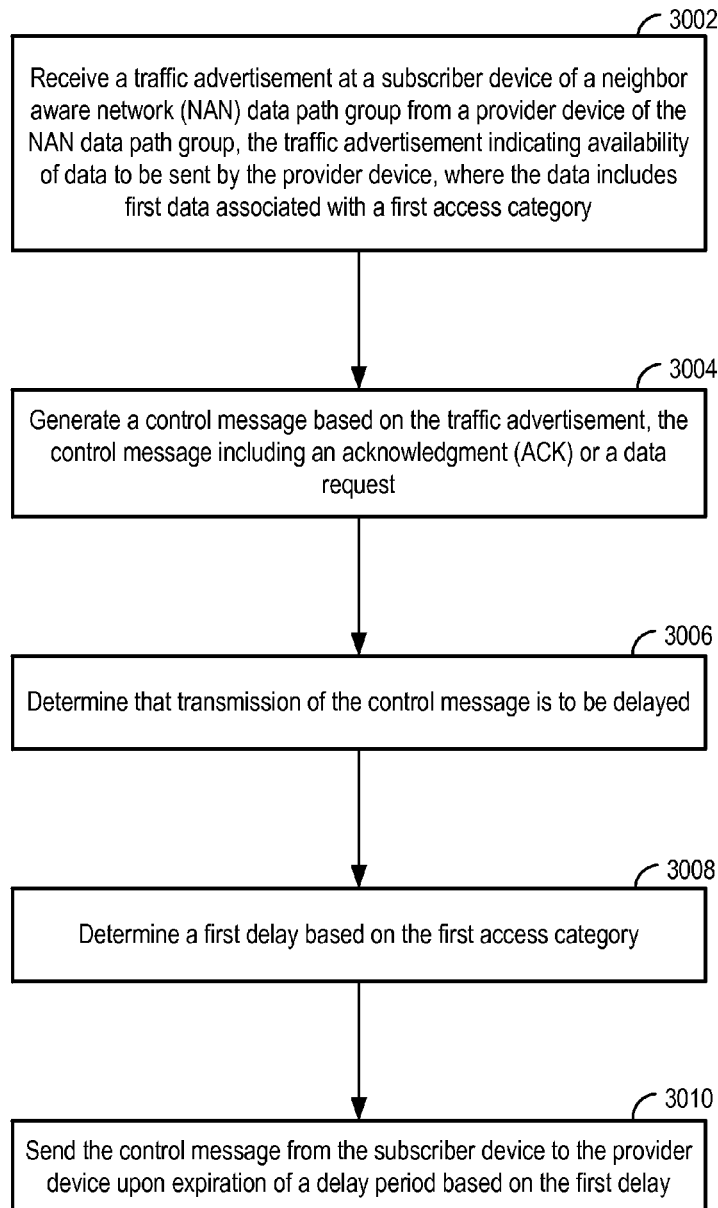 3002
Receive a traffic advertisement at a subscriber device of a neighbor
aware network (NAN) data path group from a provider device of the
NAN data path group, the traffic advertisement indicating availability
of data to be sent by the provider device, where the data includes
first data associated with a first access category
3004
Generate a control message based on the traffic advertisement, the
control message including an acknowledgment (ACK) or a data
request
3006
Determine that transmission of the control message is to be delayed
3008
Determine a first delay based on the first access category
3010
Send the control message from the subscriber device to the provider
device upon expiration of a delay period based on the first delay